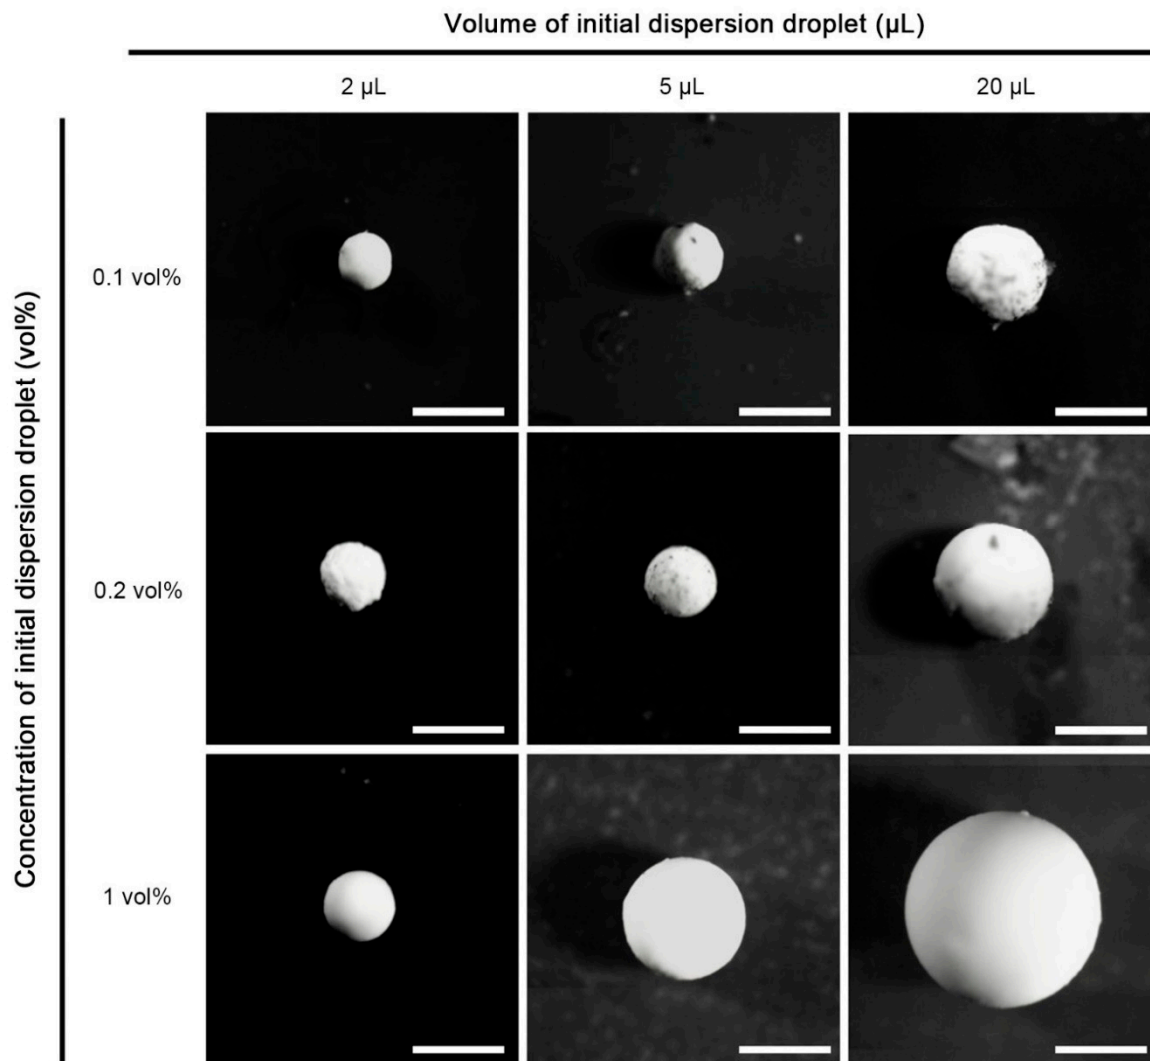 Volume of initial dispersion droplet (µL)
2 µL
5 µL
20 µL
Concentration of initial dispersion droplet (vol%)
0.1 vol%
0.2 vol%
1 vol%